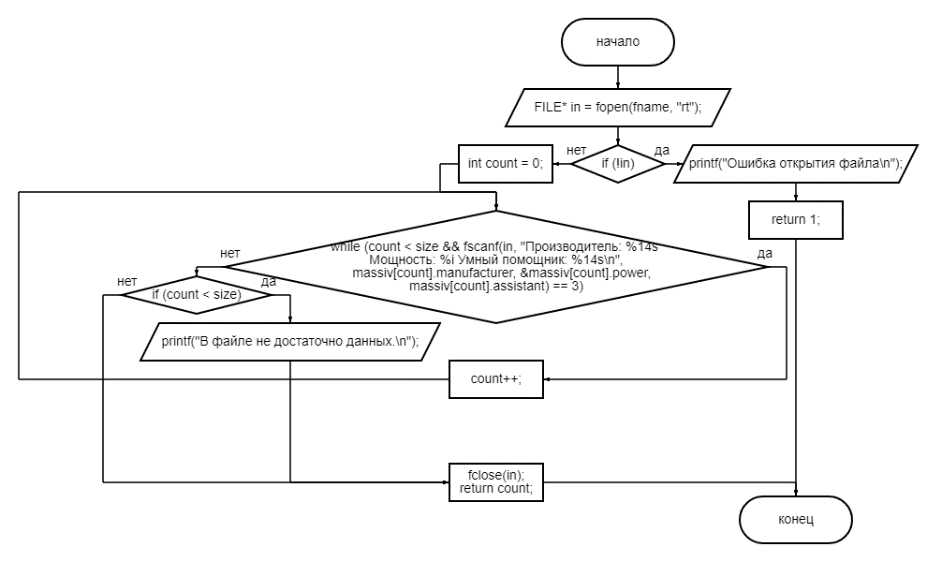 начало
FILE* in = fopen(fname, "rt");
нет
да
int count = 0;
if (!in)
printf("Ошибка открытия файла\n");
return 1;
while (count < size && fscanf(in, "Производитель: %14s
Мощность: %i Умный помощник: %14s\n",
massiv[count].manufacturer, &massiv[count].power,
massiv[count].assistant) == 3)
нет
да
нет
да
if (count < size)
printf("В файле не достаточно данных.\n");
count++;
fclose(in);
return count;
конец